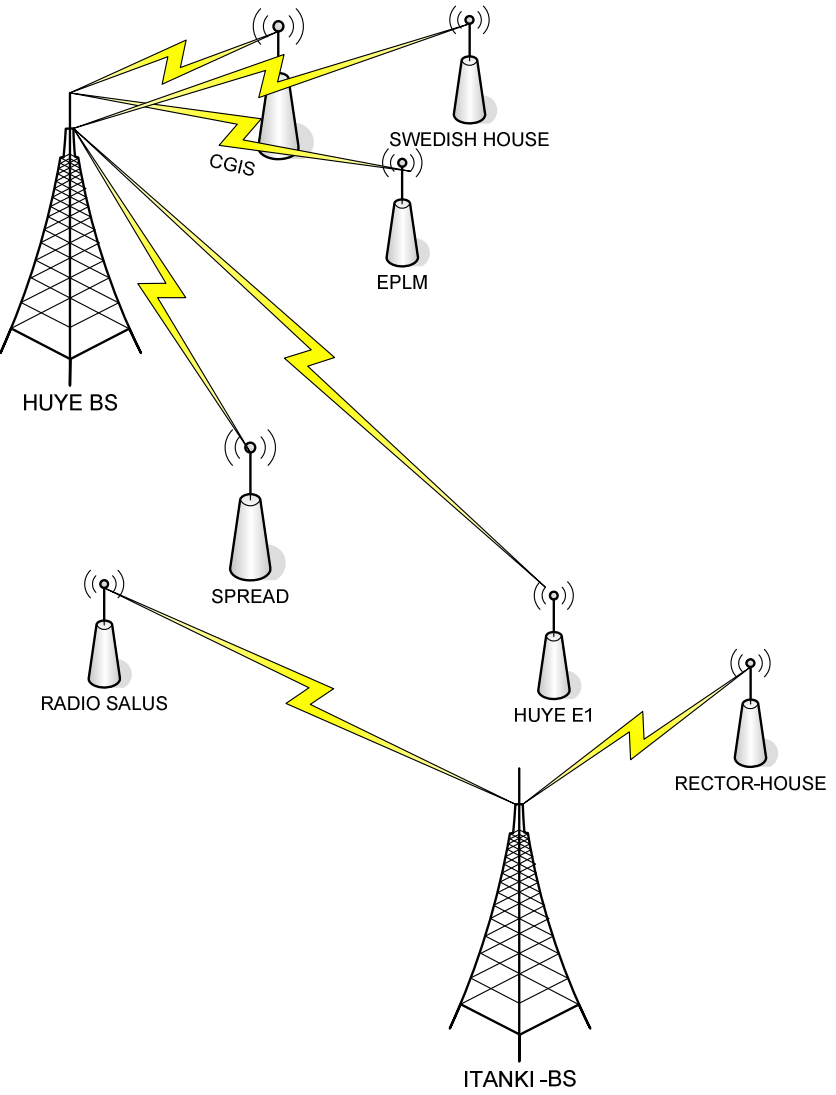 SWEDISH HOUSE
CGIS
EPLM
HUYE BS
SPREAD
RADIO SALUS
HUYE E1
RECTOR-HOUSE
ITANKI -BS